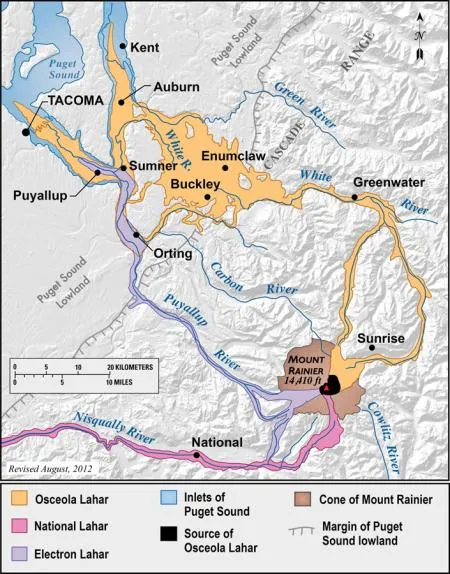 N
Kent
Puget Sound
Lowland
RANGE
Puget
Sound
Auburn
TACOMA
Green River
CASCADE
White R.
Enumclaw
Sumner
White
Greenwater
Puyallup
Buckley
River
Orting
Puget Sound
Lowland
Carbon River
Puyallup
River
Sunrise
MOUNT
RAINIER
14,410 ft
0 5 10 15 20 KILOMETERS
0 5 10 MILES
Nisqually River
National
Cowlitz River
Revised August, 2012
Osceola Lahar
National Lahar
Electron Lahar
Inlets of
Puget Sound
Source of
Osceola Lahar
Cone of Mount Rainier
Margin of Puget
Sound lowland